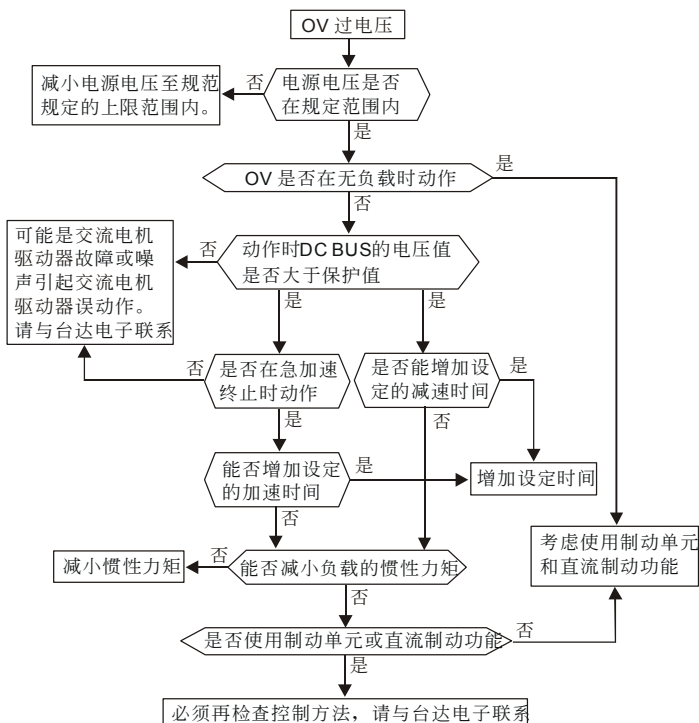 OV 过电压
减小电源电压至规范
规定的上限范围内。
否
电源电压是否
在规定范围内
是
OV 是否在无负载时动作
是
否
可能是交流电机
驱动器故障或噪
声引起交流电机
驱动器误动作。
请与台达电子联系
否
动作时DC BUS的电压值
是否大于保护值
是
是
否
是否在急加速
终止时动作
是否能增加设
定的减速时间
是
是
否
能否增加设定
的加速时间
是
增加设定时间
否
减小惯性力矩
否
能否减小负载的惯性力矩
考虑使用制动单元
和直流制动功能
否
是否使用制动单元或直流制动功能
否
是
必须再检查控制方法，请与台达电子联系